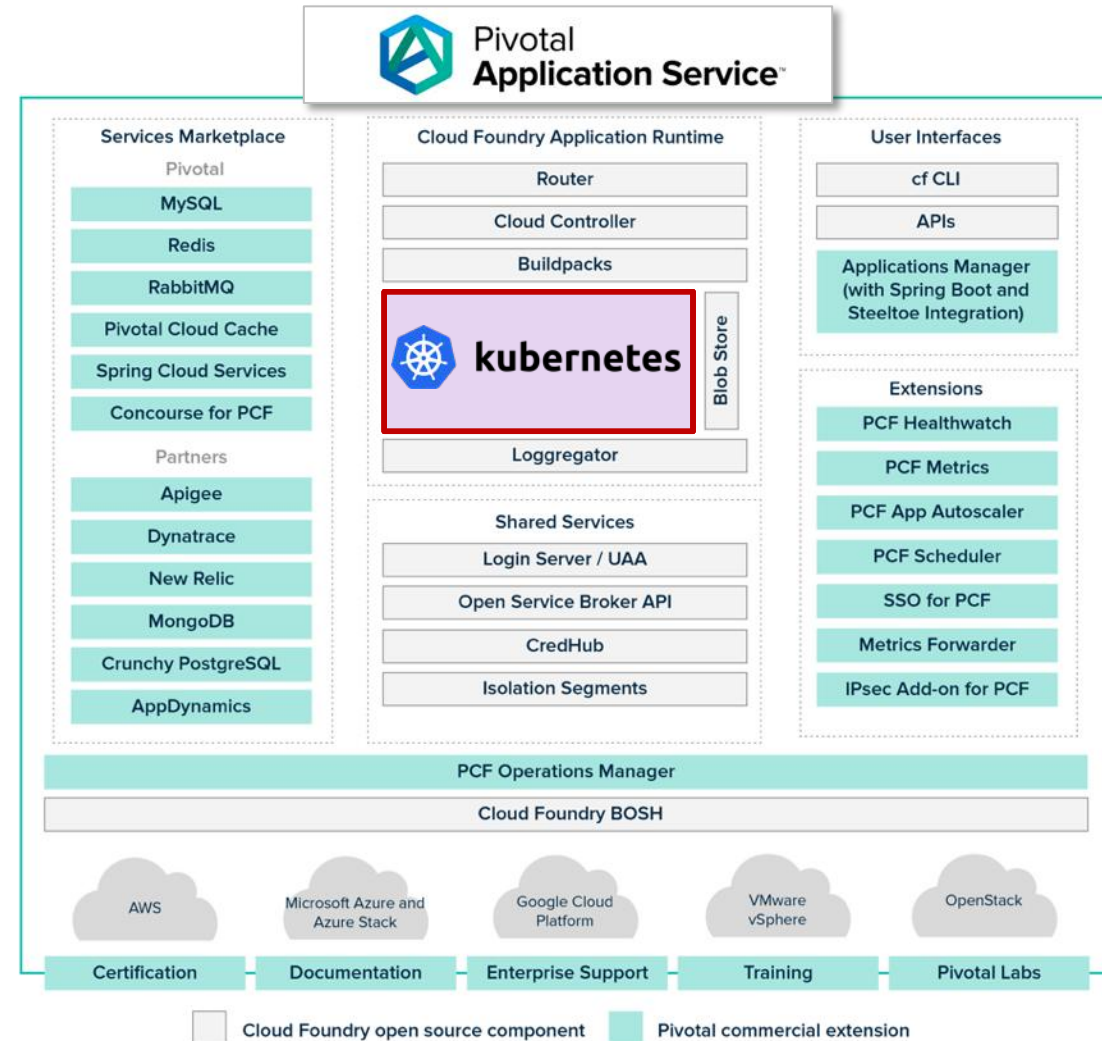 Pivotal
Application Service™
Services Marketplace
Pivotal
MySQL
Redis
RabbitMQ
Pivotal Cloud Cache
Spring Cloud Services
Concourse for PCF
Partners
Apigee
Dynatrace
New Relic
MongoDB
Crunchy PostgreSQL
AppDynamics
Cloud Foundry Application Runtime
Router
Cloud Controller
Buildpacks
kubernetes
Blob Store
Loggregator
Shared Services
Login Server / UAA
Open Service Broker API
CredHub
Isolation Segments
User Interfaces
cf CLI
APIs
Applications Manager
(with Spring Boot and
Steeltoe Integration)
Extensions
PCF Healthwatch
PCF Metrics
PCF App Autoscaler
PCF Scheduler
SSO for PCF
Metrics Forwarder
IPsec Add-on for PCF
PCF Operations Manager
Cloud Foundry BOSH
AWS
Microsoft Azure and
Azure Stack
Google Cloud
Platform
VMware
vSphere
OpenStack
Certification
Documentation
Enterprise Support
Training
Pivotal Labs
Cloud Foundry open source component
Pivotal commercial extension